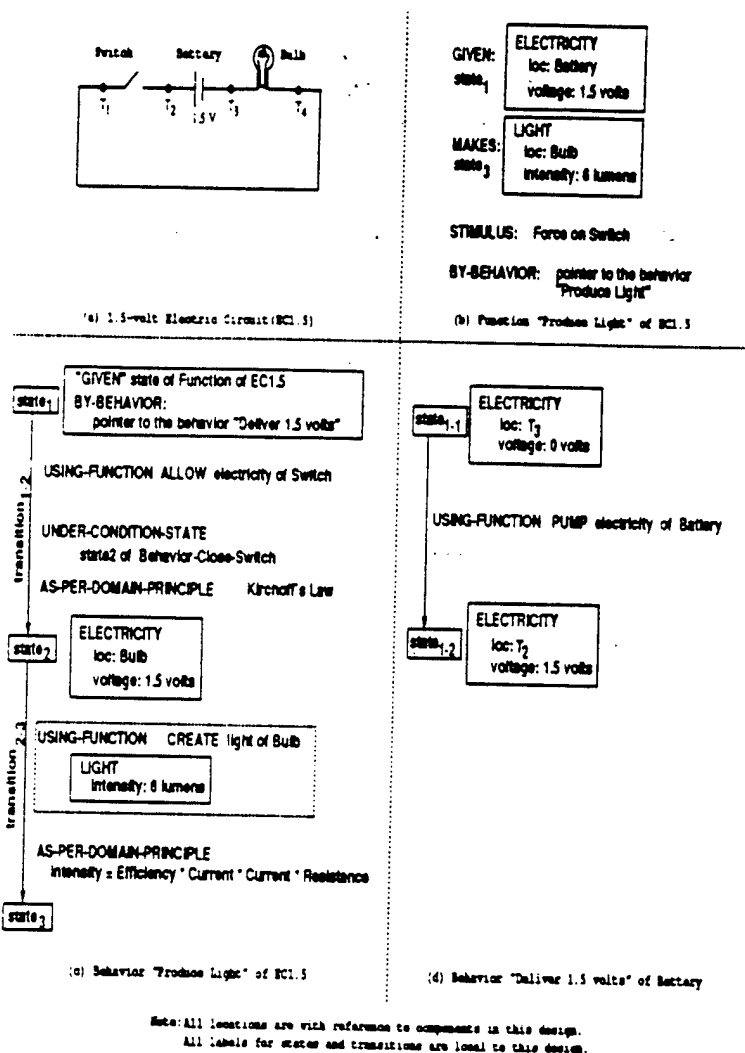 Switch
Battery
Bulb
T1
T2
T3
T4
1.5 V
(a) 1.5-volt Electric Circuit(EC1.5)
GIVEN:
state1
ELECTRICITY
loc: Battery
voltage: 1.5 volts
MAKES:
state3
LIGHT
loc: Bulb
intensity: 6 lumens
STIMULUS: Force on Switch
BY-BEHAVIOR: pointer to the behavior
"Produce Light"
(b) Function "Produce Light" of EC1.5
state1
"GIVEN" state of Function of EC1.5
BY-BEHAVIOR:
pointer to the behavior "Deliver 1.5 volts"
transition1-2
USING-FUNCTION ALLOW electricity of Switch
UNDER-CONDITION-STATE
state2 of Behavior-Close-Switch
AS-PER-DOMAIN-PRINCIPLE Kirchoff's Law
state2
ELECTRICITY
loc: Bulb
voltage: 1.5 volts
transition2-3
USING-FUNCTION CREATE light of Bulb
LIGHT
intensity: 6 lumens
AS-PER-DOMAIN-PRINCIPLE
Intensity = Efficiency * Current * Current * Resistance
state3
(c) Behavior "Produce Light" of EC1.5
state1-1
ELECTRICITY
loc: T3
voltage: 0 volts
USING-FUNCTION PUMP electricity of Battery
state1-2
ELECTRICITY
loc: T2
voltage: 1.5 volts
(d) Behavior "Deliver 1.5 volts" of Battery
Note: All locations are with reference to components in this design.
All labels for states and transitions are local to this design.